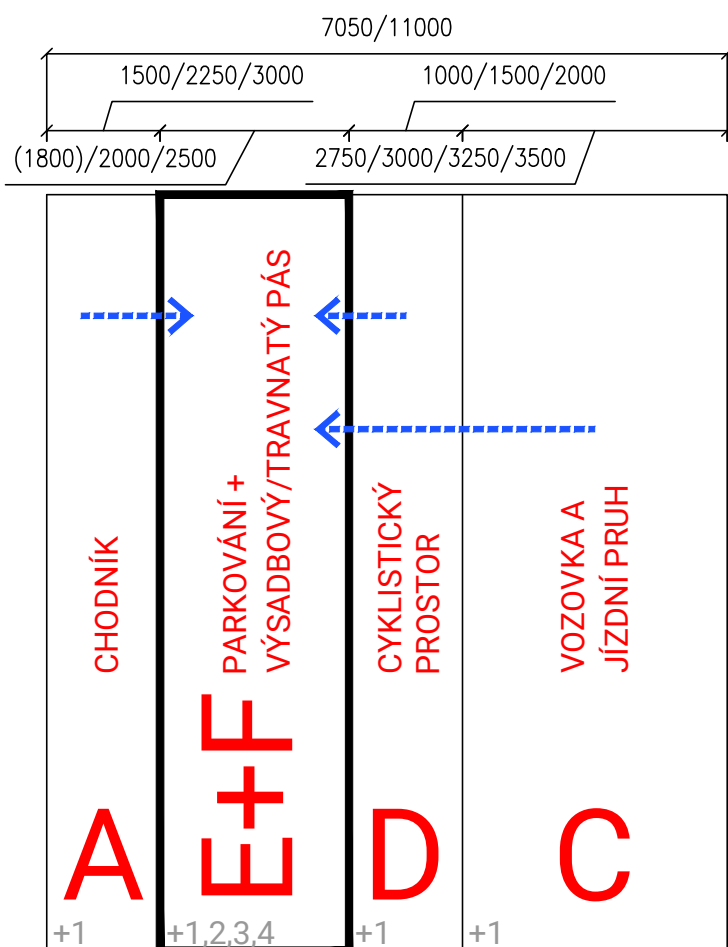 7050/11000
1500/2250/3000
1000/1500/2000
(1800)/2000/2500
2750/3000/3250/3500
CHODNÍK
PARKOVÁNÍ +
VÝSADBOVÝ/TRAVNATÝ PÁS
CYKLISTICKÝ
PROSTOR
VOZOVKA A
JÍZDNÍ PRUH
A
E+F
D
C
+1
+1,2,3,4
+1
+1